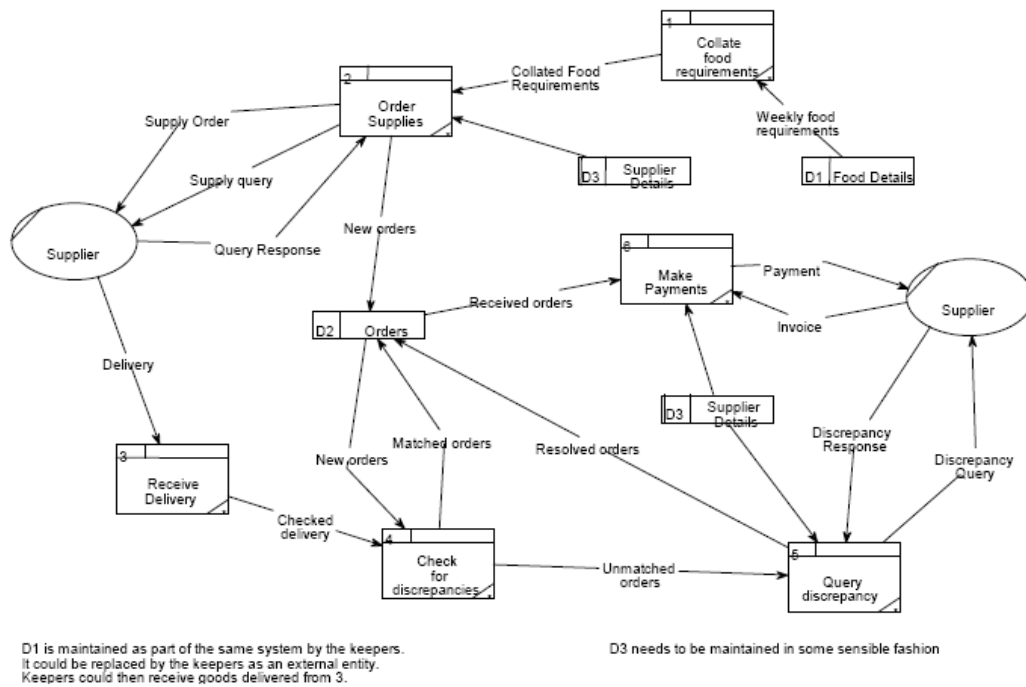 1
Collate
food
requirements
Collated Food
Requirements
2
Order
Supplies
Supply Order
Weekly food
requirements
D3
Supplier
Details
D1
Food Details
Supply query
Query Response
Supplier
New orders
6
Make
Payments
Payment
Received orders
Invoice
Supplier
D2
Orders
Delivery
D3
Supplier
Details
New orders
Matched orders
Resolved orders
Discrepancy
Response
Discrepancy
Query
3
Receive
Delivery
Checked
delivery
4
Check
for
discrepancies
Unmatched
orders
5
Query
discrepancy
D1 is maintained as part of the same system by the keepers.
It could be replaced by the keepers as an external entity.
Keepers could then receive goods delivered from 3.
D3 needs to be maintained in some sensible fashion